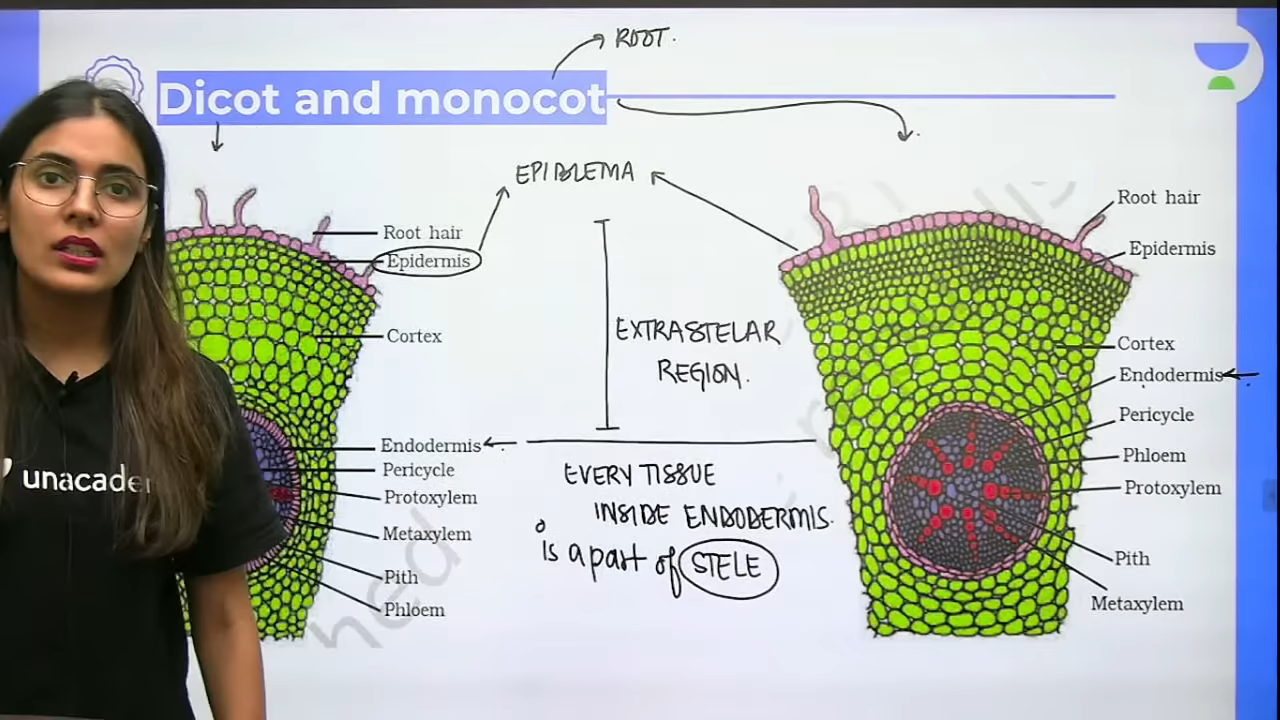 ROOT.
Dicot and monocot
EPIBLEMA
Root hair
Epidermis
Cortex
Endodermis
Pericycle
Protoxylem
Metaxylem
Pith
Phloem
EXTRASTELAR
REGION.
EVERY TISSUE
INSIDE ENDODERMIS.
is a part of STELE
Root hair
Epidermis
Cortex
Endodermis
Pericycle
Phloem
Protoxylem
Pith
Metaxylem